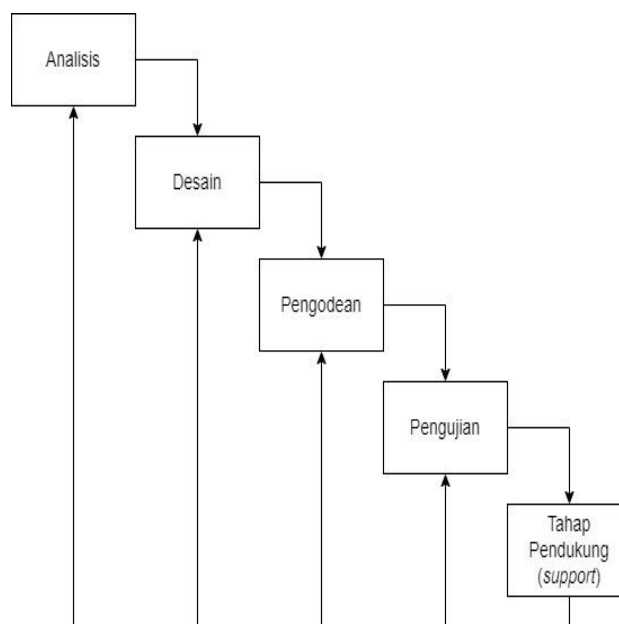 Analisis
Desain
Pengodean
Pengujian
Tahap
Pendukung
(support)